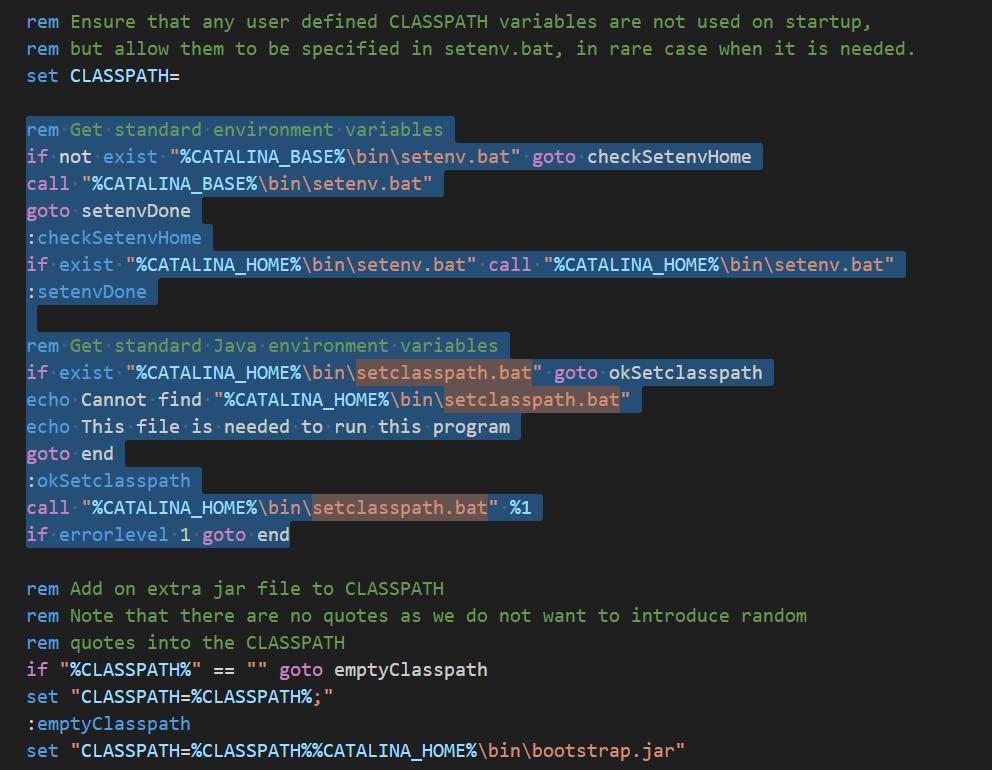 rem Ensure that any user defined CLASSPATH variables are not used on startup,
rem but allow them to be specified in setenv.bat, in rare case when it is needed.
set CLASSPATH=
rem Get standard environment variables
if not exist "%CATALINA_BASE%\bin\setenv.bat" goto checkSetenvHome
call "%CATALINA_BASE%\bin\setenv.bat"
goto setenvDone
:checkSetenvHome
if exist "%CATALINA_HOME%\bin\setenv.bat" call "%CATALINA_HOME%\bin\setenv.bat"
:setenvDone
rem Get standard Java environment variables
if exist "%CATALINA_HOME%\bin\setclasspath.bat" goto okSetclasspath
echo Cannot find "%CATALINA_HOME%\bin\setclasspath.bat"
echo This file is needed to run this program
goto end
:okSetclasspath
call "%CATALINA_HOME%\bin\setclasspath.bat" %1
if errorlevel 1 goto end
rem Add on extra jar file to CLASSPATH
rem Note that there are no quotes as we do not want to introduce random
rem quotes into the CLASSPATH
if "%CLASSPATH%" == "" goto emptyClasspath
set "CLASSPATH=%CLASSPATH%;"
:emptyClasspath
set "CLASSPATH=%CLASSPATH%%CATALINA_HOME%\bin\bootstrap.jar"